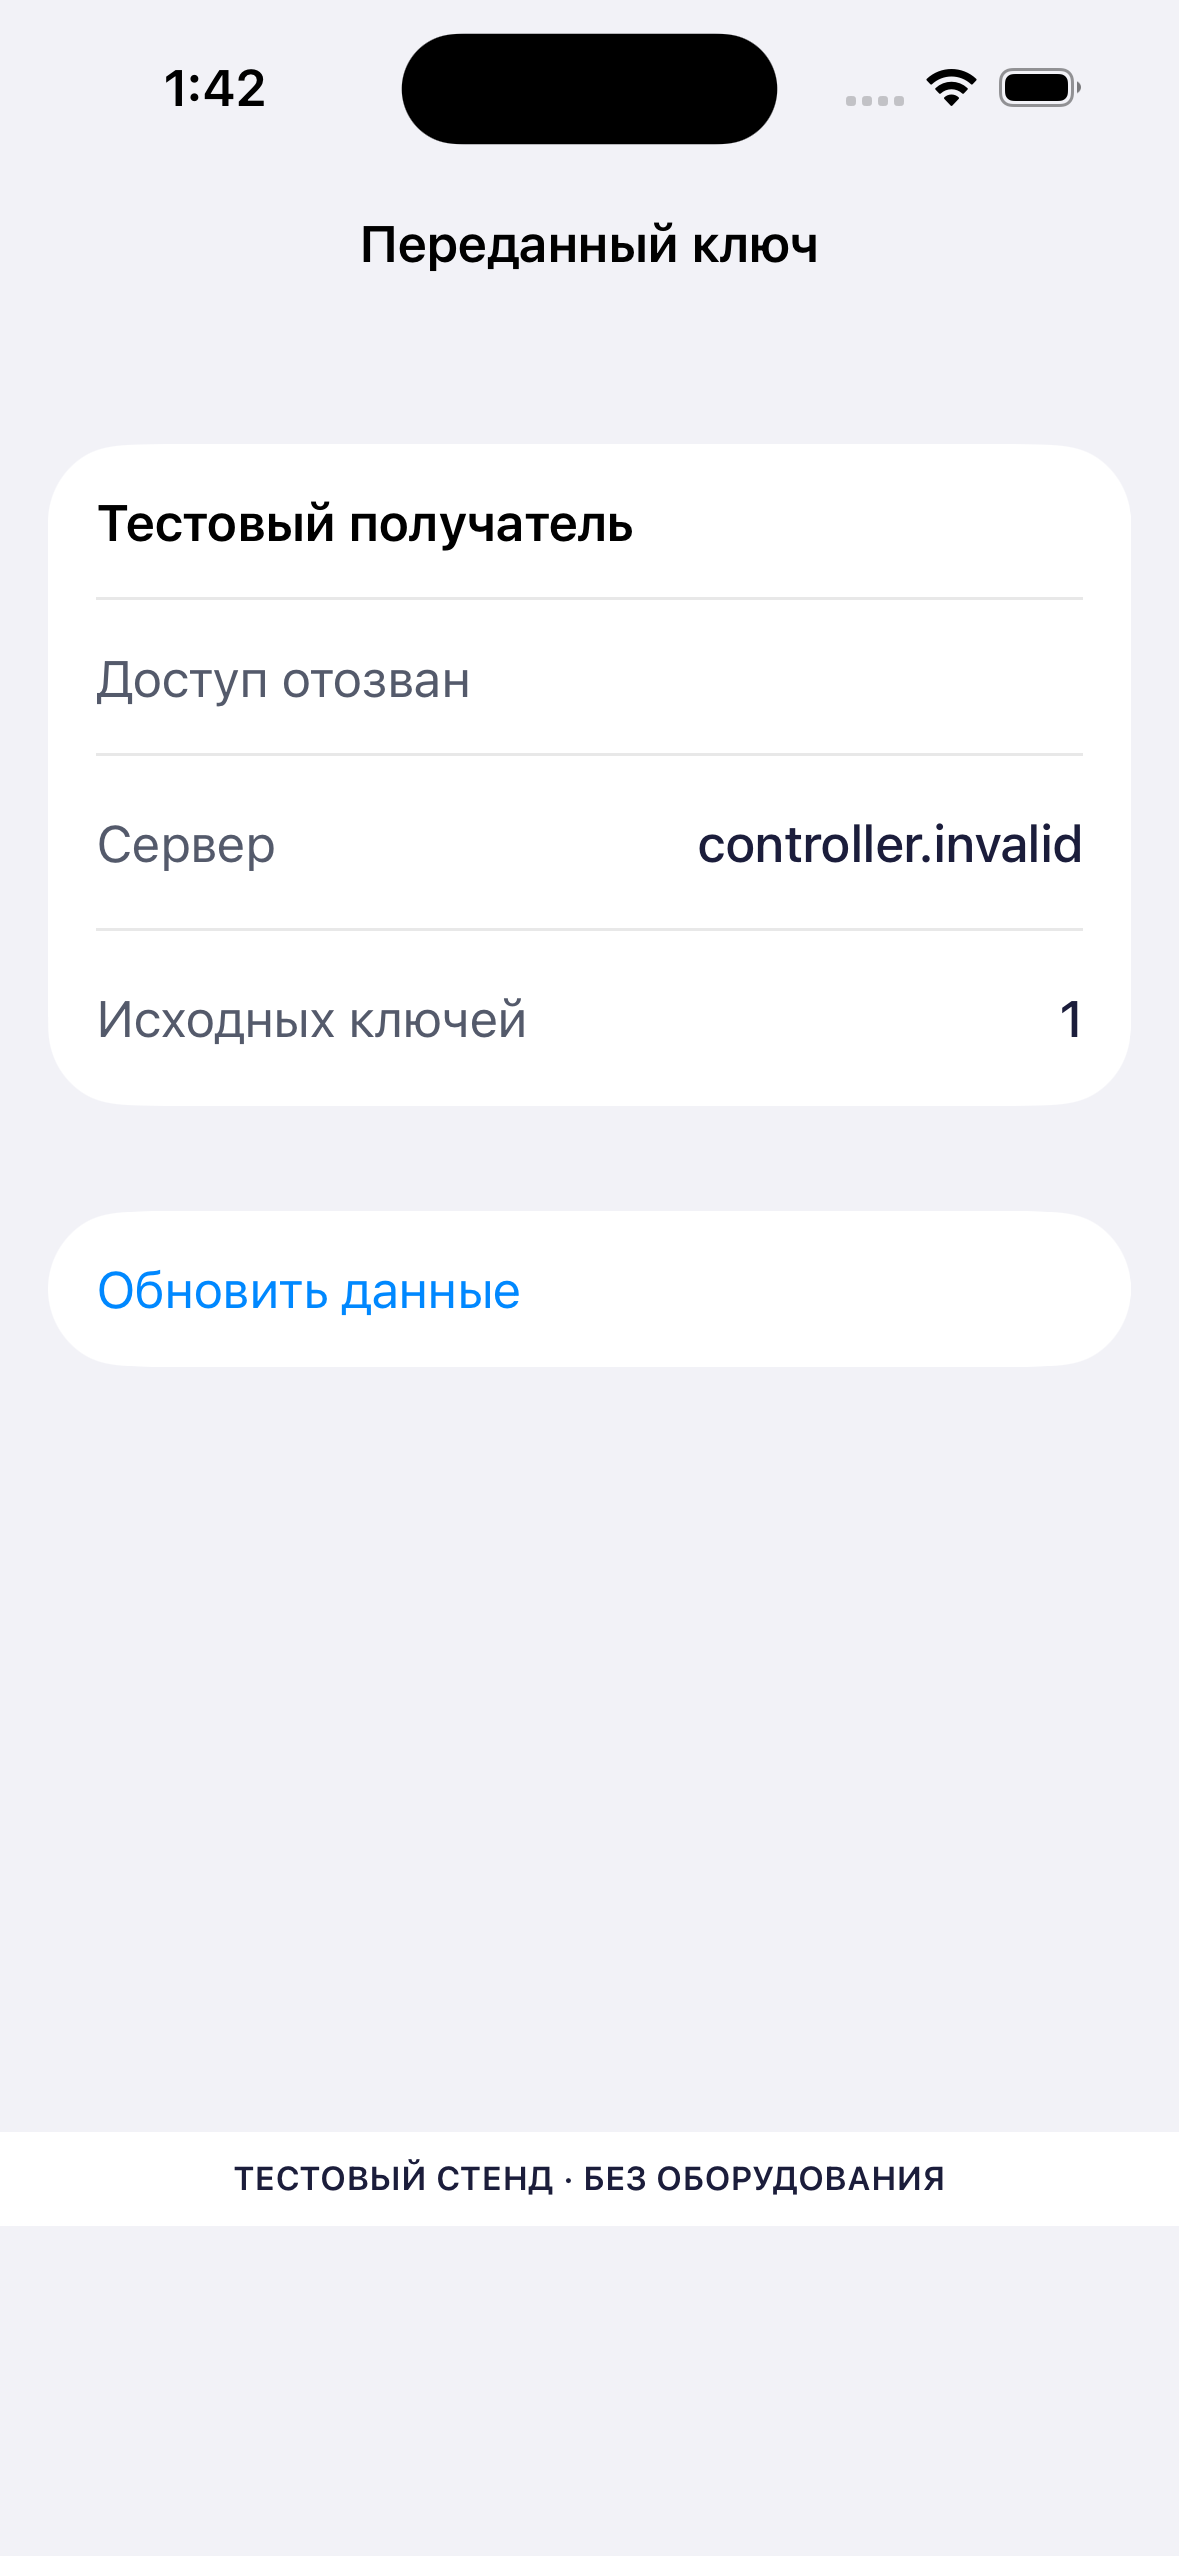 1:42
Переданный ключ
Тестовый получатель
Доступ отозван
Сервер controller.invalid
Исходных ключей 1
Обновить данные
ТЕСТОВЫЙ СТЕНД · БЕЗ ОБОРУДОВАНИЯ